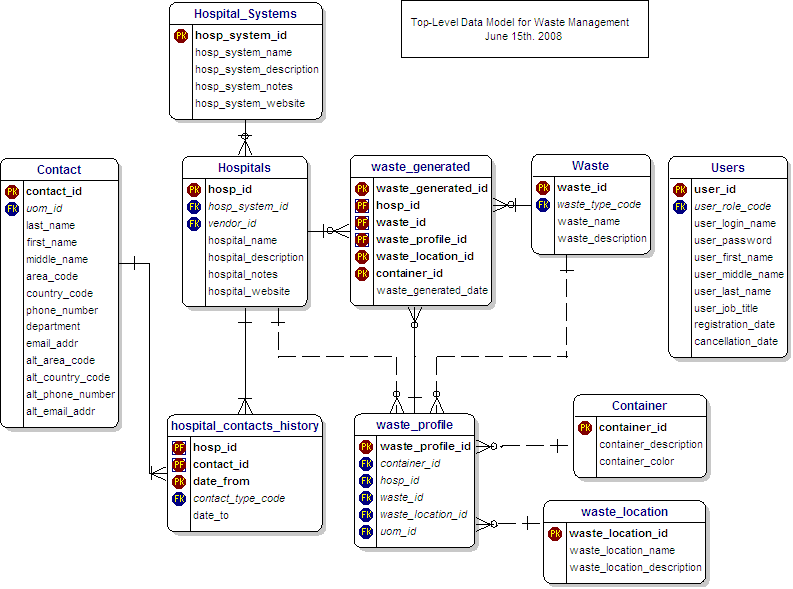 Hospital_Systems
PK hosp_system_id
hosp_system_name
hosp_system_description
hosp_system_notes
hosp_system_website
Top-Level Data Model for Waste Management
June 15th. 2008
Contact
PK contact_id
FK uom_id
last_name
first_name
middle_name
area_code
country_code
phone_number
department
email_addr
alt_area_code
alt_country_code
alt_phone_number
alt_email_addr
Hospitals
PK hosp_id
FK hosp_system_id
FK vendor_id
hospital_name
hospital_description
hospital_notes
hospital_website
waste_generated
PK waste_generated_id
PF hosp_id
PF waste_id
PF waste_profile_id
PK waste_location_id
PK container_id
waste_generated_date
Waste
PK waste_id
FK waste_type_code
waste_name
waste_description
Users
PK user_id
FK user_role_code
user_login_name
user_password
user_first_name
user_middle_name
user_last_name
user_job_title
registration_date
cancellation_date
hospital_contacts_history
PF hosp_id
PF contact_id
PK date_from
FK contact_type_code
date_to
waste_profile
PK waste_profile_id
FK container_id
FK hosp_id
FK waste_id
FK waste_location_id
FK uom_id
Container
PK container_id
container_description
container_color
waste_location
PK waste_location_id
waste_location_name
waste_location_description